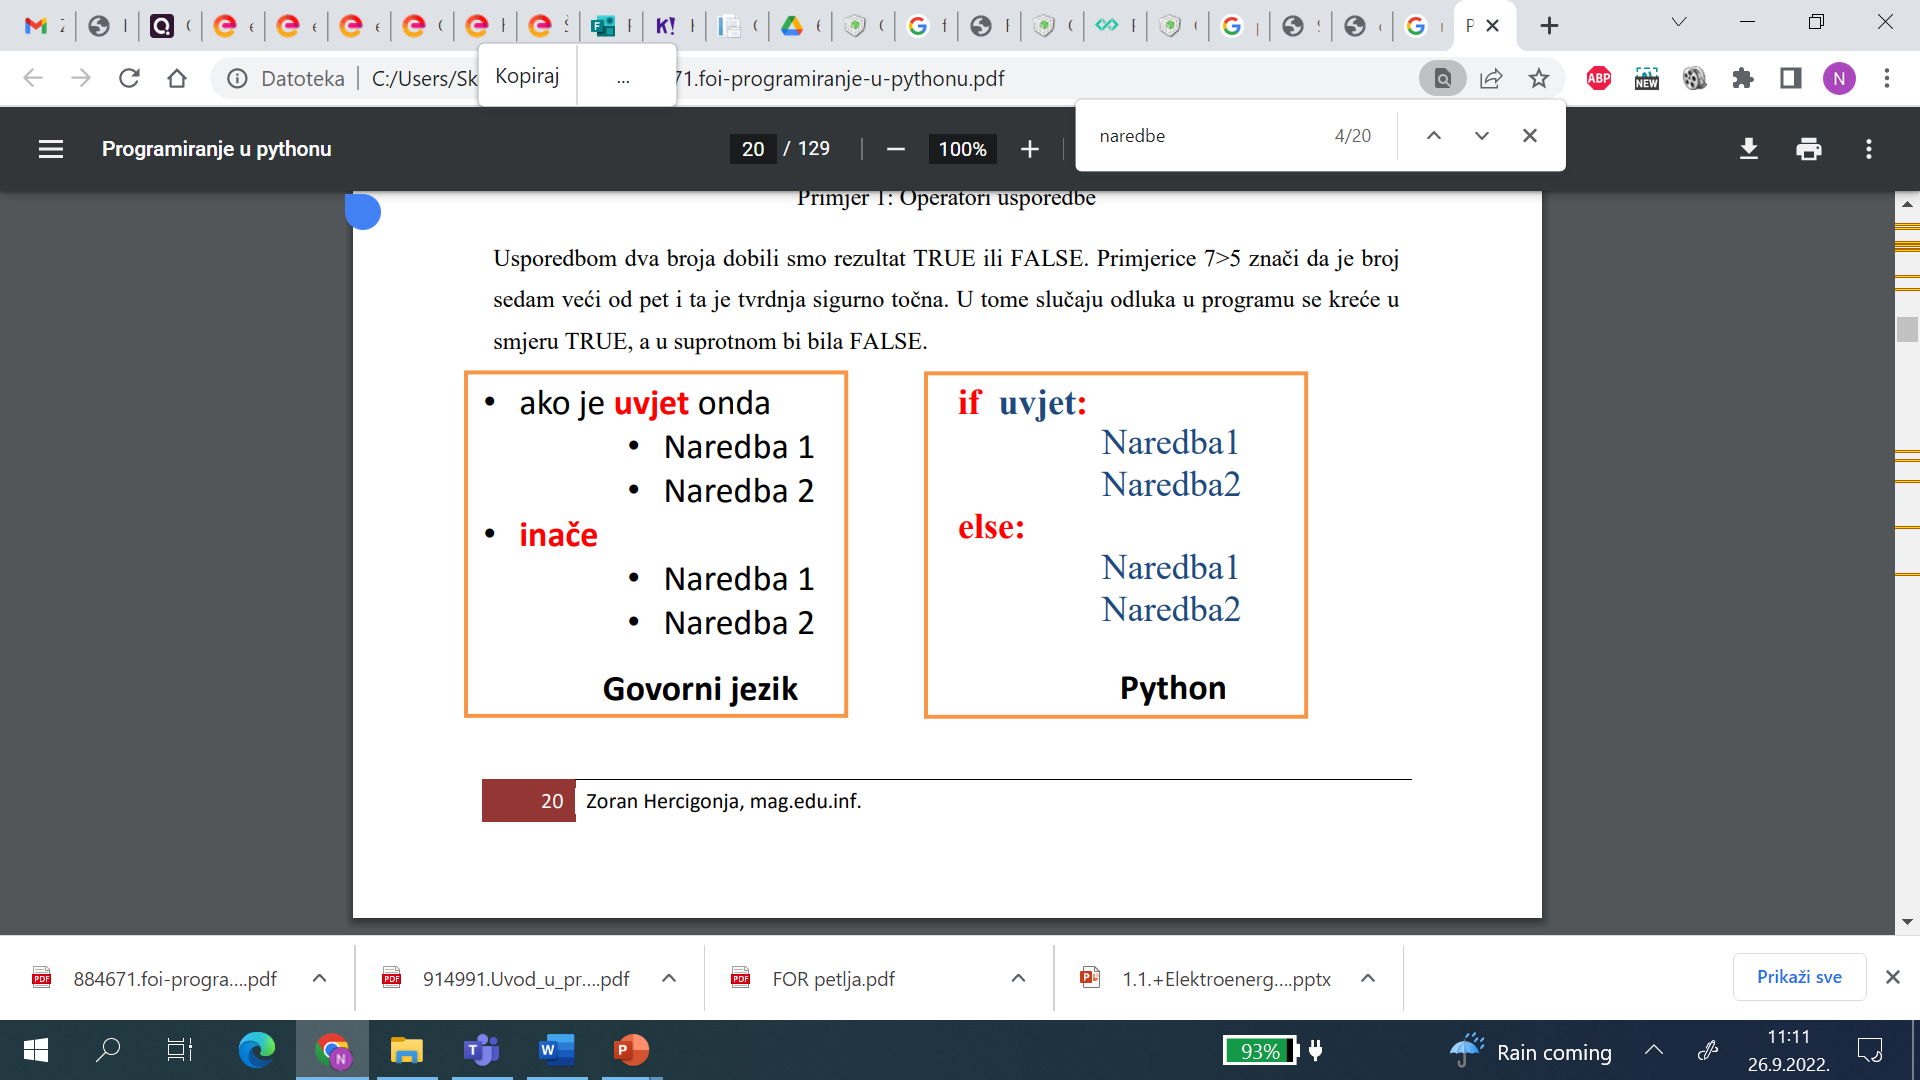 Datoteka
C:/Users/Sk
71.foi-programiranje-u-pythonu.pdf
Kopiraj
...
ABP
NEW
N
naredbe
4/20
Programiranje u pythonu
20 / 129
100%
Primjer 1: Operatori usporedbe
Usporedbom dva broja dobili smo rezultat TRUE ili FALSE. Primjerice 7>5 znači da je broj
sedam veći od pet i ta je tvrdnja sigurno točna. U tome slučaju odluka u programu se kreće u
smjeru TRUE, a u suprotnom bi bila FALSE.
• ako je uvjet onda
• Naredba 1
• Naredba 2
• inače
• Naredba 1
• Naredba 2
Govorni jezik
if uvjet:
Naredba1
Naredba2
else:
Naredba1
Naredba2
Python
20 Zoran Hercigonja, mag.edu.inf.
884671.foi-progra....pdf
914991.Uvod_u_pr....pdf
FOR petlja.pdf
1.1.+Elektroenerg....pptx
Prikaži sve
93%
Rain coming
11:11
26.9.2022.